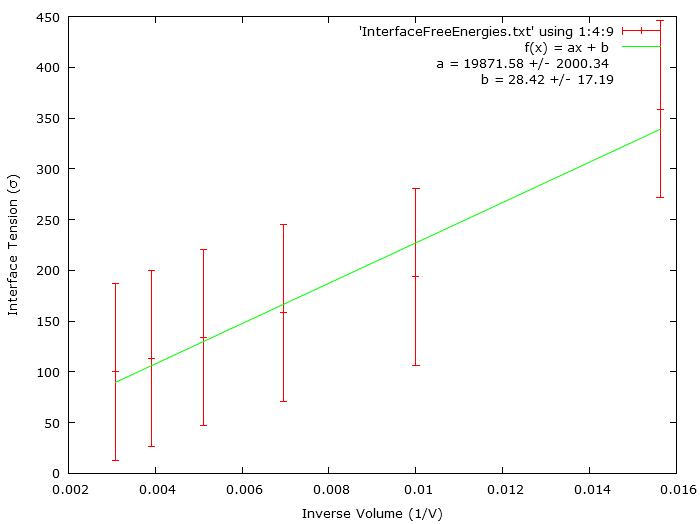 450
400
350
300
250
200
150
100
50
0
Interface Tension (σ)
'InterfaceFreeEnergies.txt' using 1:4:9
f(x) = ax + b
a = 19871.58 +/- 2000.34
b = 28.42 +/- 17.19
0.002 0.004 0.006 0.008 0.01 0.012 0.014 0.016
Inverse Volume (1/V)